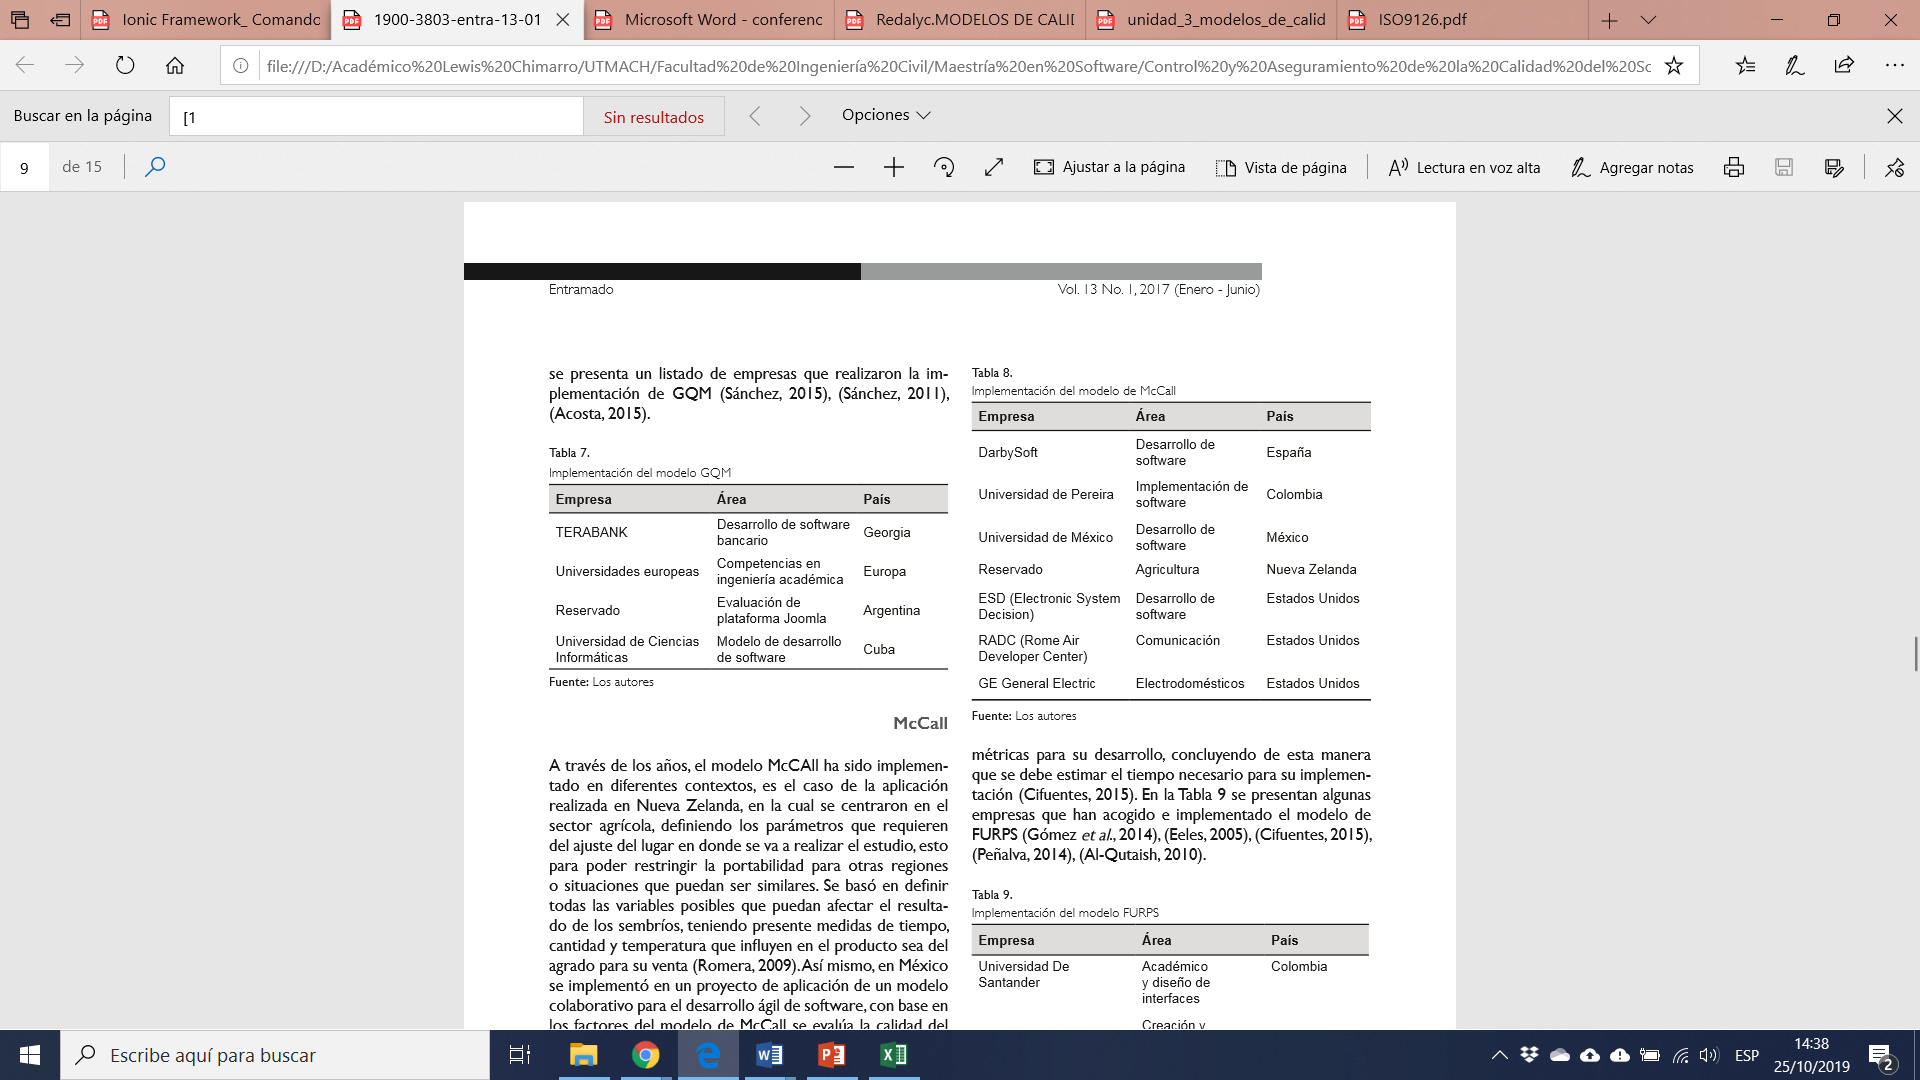 Ionic Framework_ Comando
1900-3803-entra-13-01
Microsoft Word - conferenc
Redalyc.MODELOS DE CALI
unidad_3_modelos_de_calid
ISO9126.pdf
file:///D:/Académico%20Lewis%20Chimarro/UTMACH/Facultad%20de%20Ingeniería%20Civil/Maestría%20en%20Software/Control%20y%20Aseguramiento%20de%20la%20Calidad%20del%20Sc
Buscar en la página
[1
Sin resultados
Opciones
9
de 15
Ajustar a la página
Vista de página
Lectura en voz alta
Agregar notas
Entramado
Vol. 13 No. 1, 2017 (Enero - Junio)
se presenta un listado de empresas que realizaron la im-
plementación de GQM (Sánchez, 2015), (Sánchez, 2011),
(Acosta, 2015).
Tabla 7.
Implementación del modelo GQM
Empresa Área País
TERABANK Desarrollo de software bancario Georgia
Universidades europeas Competencias en ingeniería académica Europa
Reservado Evaluación de plataforma Joomla Argentina
Universidad de Ciencias Informáticas Modelo de desarrollo de software Cuba
Fuente: Los autores
McCall
A través de los años, el modelo McCAll ha sido implemen-
tado en diferentes contextos, es el caso de la aplicación
realizada en Nueva Zelanda, en la cual se centraron en el
sector agrícola, definiendo los parámetros que requieren
del ajuste del lugar en donde se va a realizar el estudio, esto
para poder restringir la portabilidad para otras regiones
o situaciones que puedan ser similares. Se basó en definir
todas las variables posibles que puedan afectar el resulta-
do de los sembríos, teniendo presente medidas de tiempo,
cantidad y temperatura que influyen en el producto sea del
agrado para su venta (Romera, 2009). Así mismo, en México
se implementó en un proyecto de aplicación de un modelo
colaborativo para el desarrollo ágil de software, con base en
los factores del modelo de McCall se evalúa la calidad del
Tabla 8.
Implementación del modelo de McCall
Empresa Área País
DarbySoft Desarrollo de software España
Universidad de Pereira Implementación de software Colombia
Universidad de México Desarrollo de software México
Reservado Agricultura Nueva Zelanda
ESD (Electronic System Decision) Desarrollo de software Estados Unidos
RADC (Rome Air Developer Center) Comunicación Estados Unidos
GE General Electric Electrodomésticos Estados Unidos
Fuente: Los autores
métricas para su desarrollo, concluyendo de esta manera
que se debe estimar el tiempo necesario para su implemen-
tación (Cifuentes, 2015). En la Tabla 9 se presentan algunas
empresas que han acogido e implementado el modelo de
FURPS (Gómez et al., 2014), (Eeles, 2005), (Cifuentes, 2015),
(Peñalva, 2014), (Al-Qutaish, 2010).
Tabla 9.
Implementación del modelo FURPS
Empresa Área País
Universidad De Santander Académico y diseño de interfaces Colombia
Creación y
Escribe aquí para buscar
ESP
14:38
25/10/2019
2